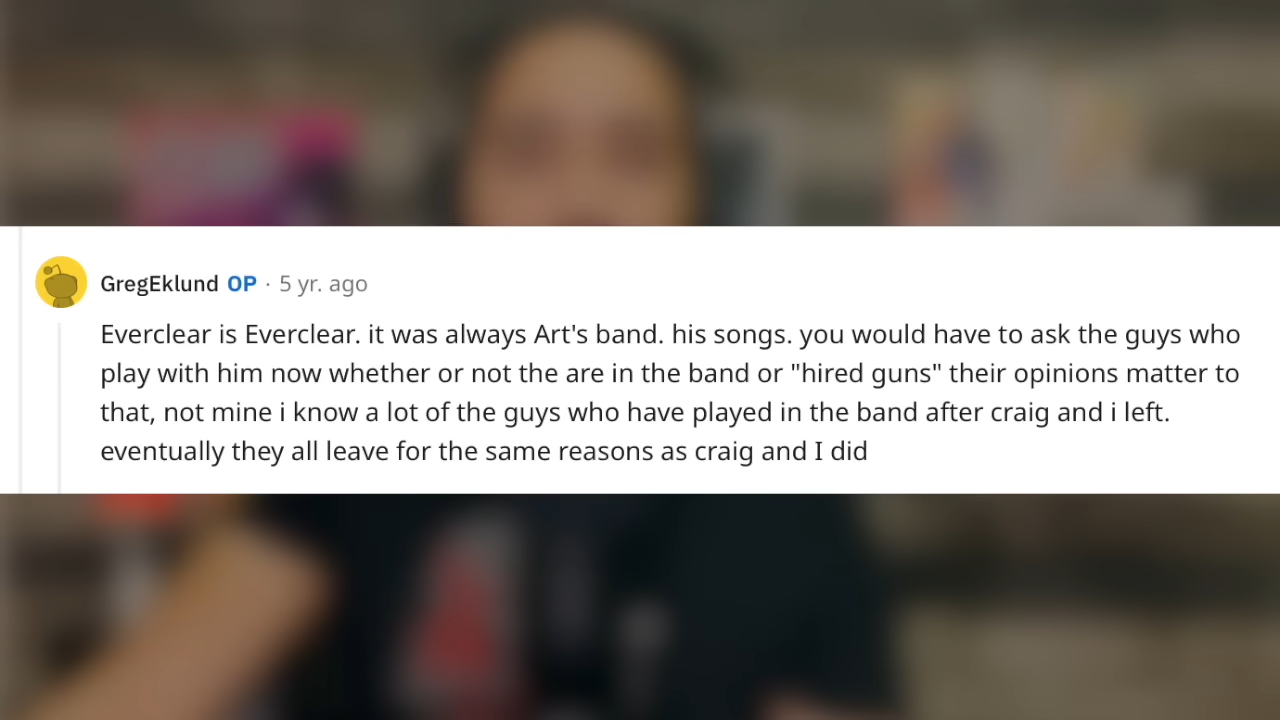 GregEklund OP · 5 yr. ago
Everclear is Everclear. it was always Art's band. his songs. you would have to ask the guys who
play with him now whether or not the are in the band or "hired guns" their opinions matter to
that, not mine i know a lot of the guys who have played in the band after craig and i left.
eventually they all leave for the same reasons as craig and I did